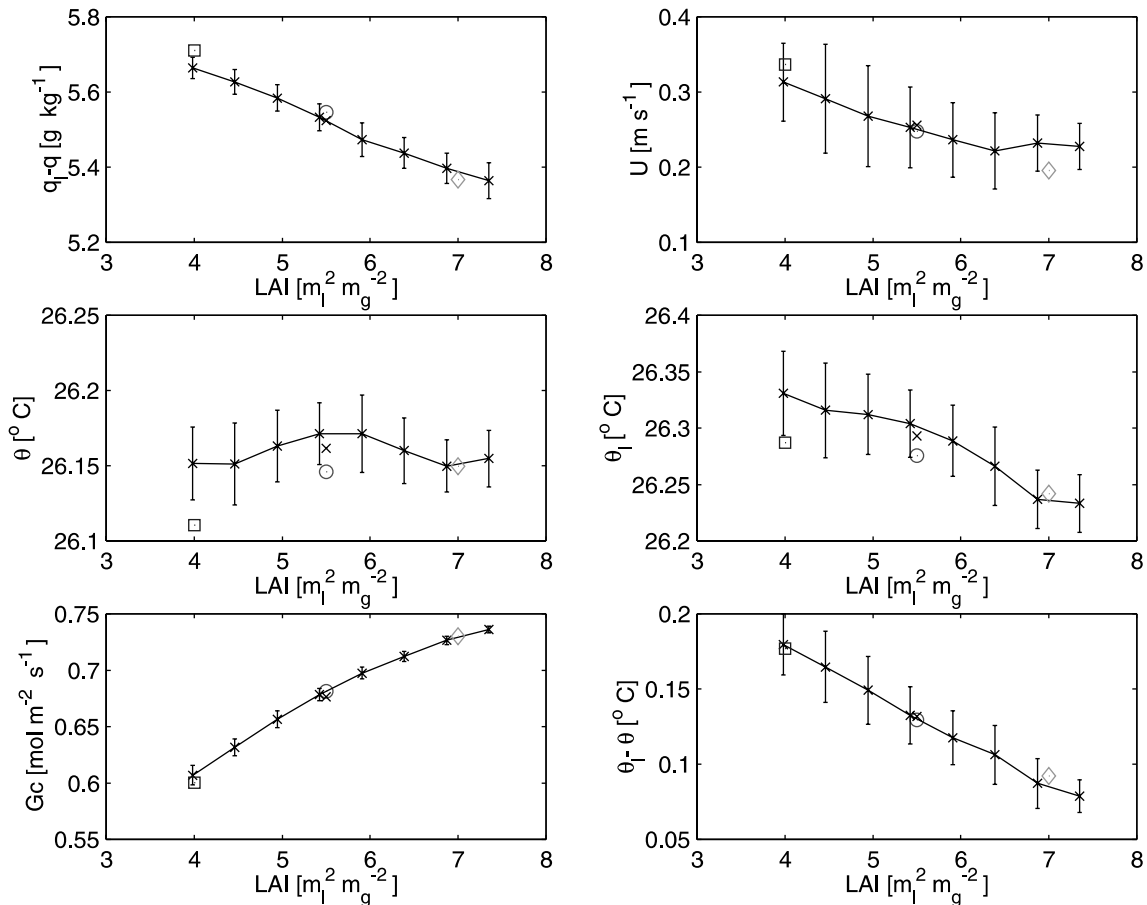 5.8
5.6
5.4
5.2
q_l-q [g kg^-1]
3 4 5 6 7 8
LAI [m_l^2 m_g^-2 ]
0.4
0.3
0.2
0.1
U [m s^-1]
3 4 5 6 7 8
LAI [m_l^2 m_g^-2 ]
26.25
26.2
26.15
26.1
θ [° C]
3 4 5 6 7 8
LAI [m_l^2 m_g^-2 ]
26.4
26.35
26.3
26.25
26.2
θ_l [° C]
3 4 5 6 7 8
LAI [m_l^2 m_g^-2 ]
0.75
0.7
0.65
0.6
0.55
Gc [mol m^-2 s^-1]
3 4 5 6 7 8
LAI [m_l^2 m_g^-2 ]
0.2
0.15
0.1
0.05
θ_l- θ [° C]
3 4 5 6 7 8
LAI [m_l^2 m_g^-2 ]